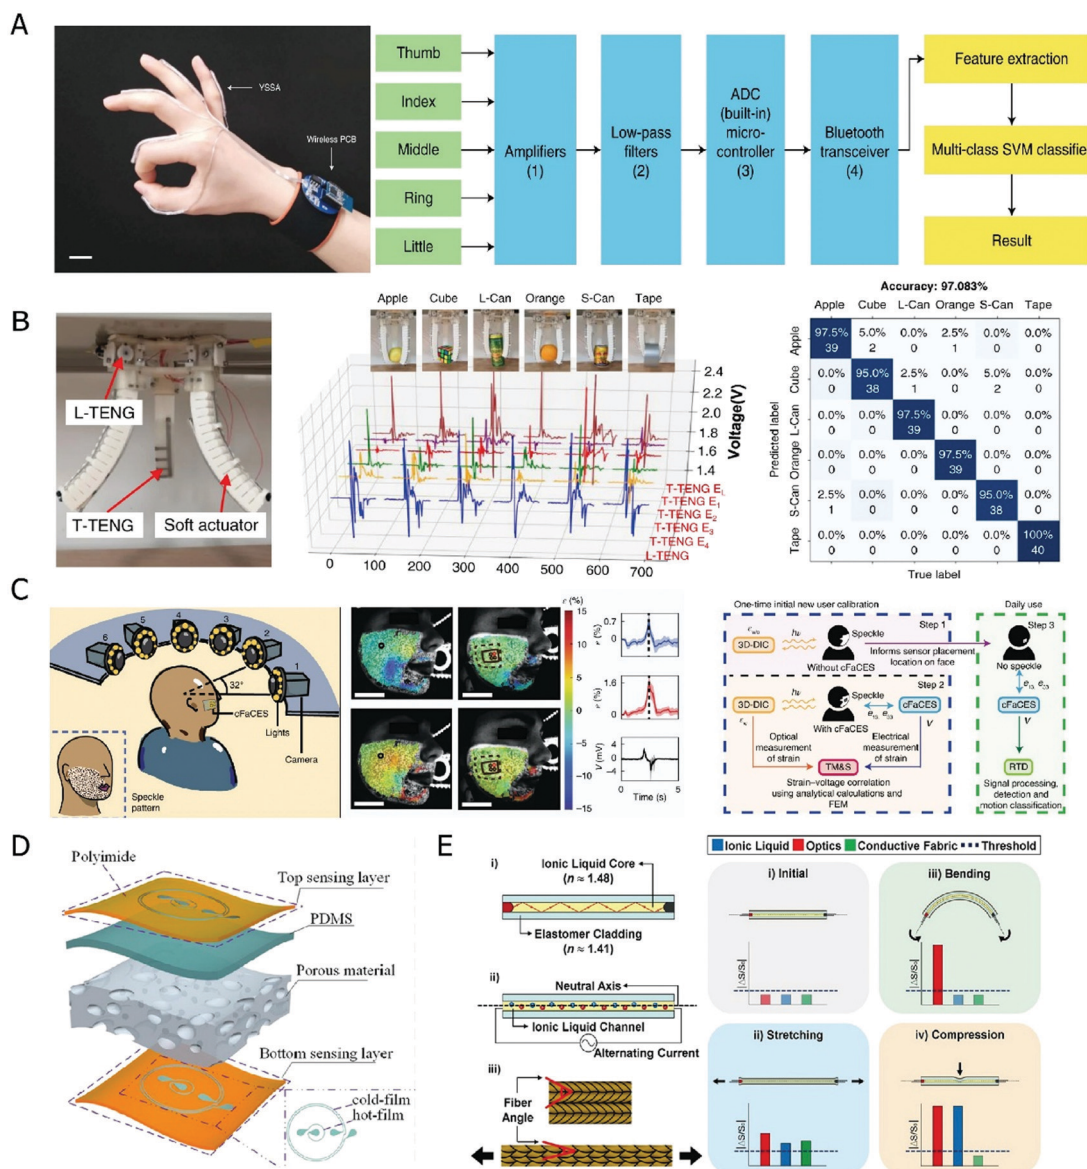 A
YSSA
Wireless PCB
Thumb
Index
Middle
Ring
Little
Amplifiers
(1)
Low-pass
filters
(2)
ADC
(built-in)
micro-
controller
(3)
Bluetooth
transceiver
(4)
Feature extraction
Multi-class SVM classifie
Result
B
L-TENG
T-TENG
Soft actuator
Apple Cube L-Can Orange S-Can Tape
2.4
2.2
2.0
1.8
1.6
1.4
Voltage(V)
T-TENG E
T-TENG E1
T-TENG E2
T-TENG E3
T-TENG E4
L-TENG
0 100 200 300 400 500 600 700
Accuracy: 97.083%
Apple Cube L-Can Orange S-Can Tape
Predicted label
Apple 97.5% 5.0% 0.0% 2.5% 0.0% 0.0%
39 2 0 1 0 0
Cube 0.0% 95.0% 2.5% 0.0% 5.0% 0.0%
0 38 1 0 2 0
L-Can 0.0% 0.0% 97.5% 0.0% 0.0% 0.0%
0 0 39 0 0 0
Orange 0.0% 0.0% 0.0% 97.5% 0.0% 0.0%
0 0 0 39 0 0
S-Can 2.5% 0.0% 0.0% 0.0% 95.0% 0.0%
1 0 0 0 38 0
Tape 0.0% 0.0% 0.0% 0.0% 0.0% 100%
0 0 0 0 0 40
True label
C
6 5 4 3 2 1
32°
cFaCES
Lights
Camera
Speckle
pattern
ε (%)
15
10
5
0
−5
−10
−15
0.7
0
ε (%)
1.6
0
ε (%)
4
0
−4
V (mV)
0 5
Time (s)
One-time initial new user calibration
Step 1
3D-DIC
hν
Speckle
Without cFaCES
Informs sensor placement
location on face
Step 2
3D-DIC
hν
Speckle
With cFaCES
cFaCES
V
Optical
measurement
of strain
Electrical
measurement
of strain
TM&S
Strain–voltage correlation
using analytical calculations and
FEM
Daily use
Step 3
No speckle
cFaCES
V
RTD
Signal processing,
detection and
motion classification
D
Polyimide
Top sensing layer
PDMS
Porous material
Bottom sensing layer
cold-film
hot-film
E
i)
Ionic Liquid Core
(n ≈ 1.48)
Elastomer Cladding
(n ≈ 1.41)
ii)
Neutral Axis
Ionic Liquid Channel
Alternating Current
iii)
Fiber
Angle
Ionic Liquid Optics Conductive Fabric Threshold
i) Initial
|ΔS/S₀|
iii) Bending
|ΔS/S₀|
ii) Stretching
|ΔS/S₀|
iv) Compression
|ΔS/S₀|